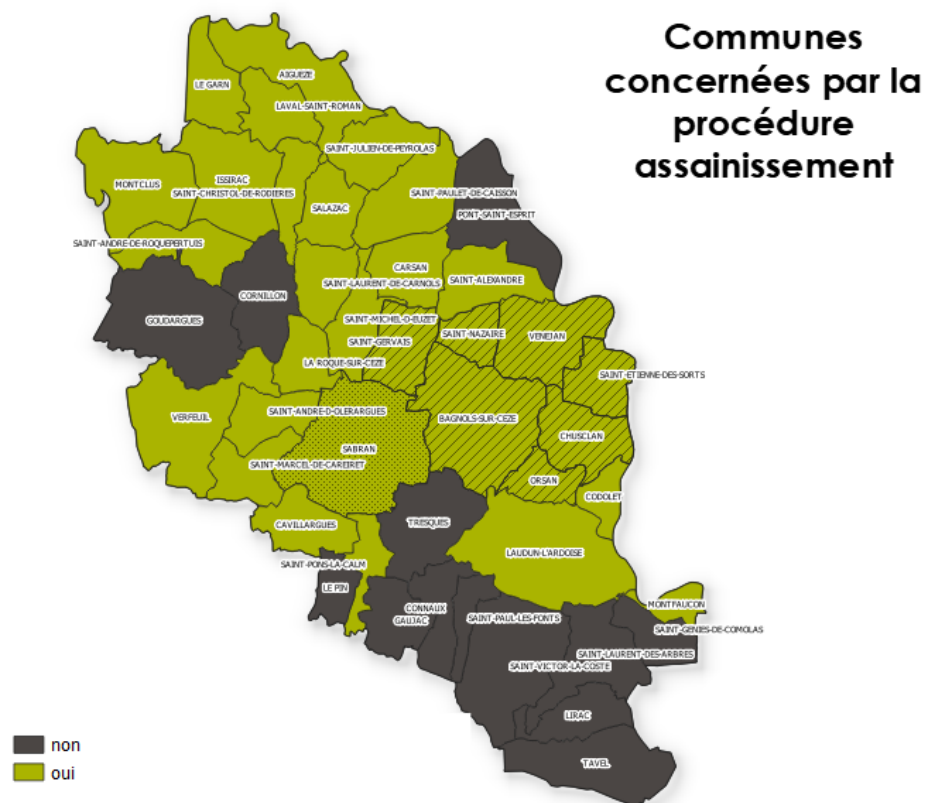 Communes
concernées par la
procédure
assainissement
AIGUEZE
LE GARN
LAVAL-SAINT-ROMAN
SAINT-JULIEN-DE-PEYROLAS
ISSIRAC
MONTCLUS
SAINT-CHRISTOL-DE-RODIERES
SAINT-PAULET-DE-CAISSON
SALAZAC
PONT-SAINT-ESPRIT
SAINT-ANDRE-DE-ROQUEPERTUIS
CARSAN
SAINT-ALEXANDRE
SAINT-LAURENT-DE-CARNOLS
CORNILLON
GOUDARGUES
SAINT-MICHEL-D-EUZET
SAINT-NAZAIRE
VENEJAN
SAINT-GERVAIS
LA ROQUE-SUR-CEZE
SAINT-ETIENNE-DES-SORTS
SAINT-ANDRE-D-OLERARGUES
VERFEUIL
BAGNOLS-SUR-CEZE
CHUSCLAN
SABRAN
SAINT-MARCEL-DE-CAREIRET
ORSAN
CODOLET
TRESQUES
CAVILLARGUES
LAUDUN-L'ARDOISE
SAINT-PONS-LA-CALM
LE PIN
MONTFAUCON
CONNAUX
SAINT-PAUL-LES-FONTS
GAUJAC
SAINT-GENIES-DE-COMOLAS
SAINT-LAURENT-DES-ARBRES
SAINT-VICTOR-LA-COSTE
LIRAC
TAVEL
non
oui